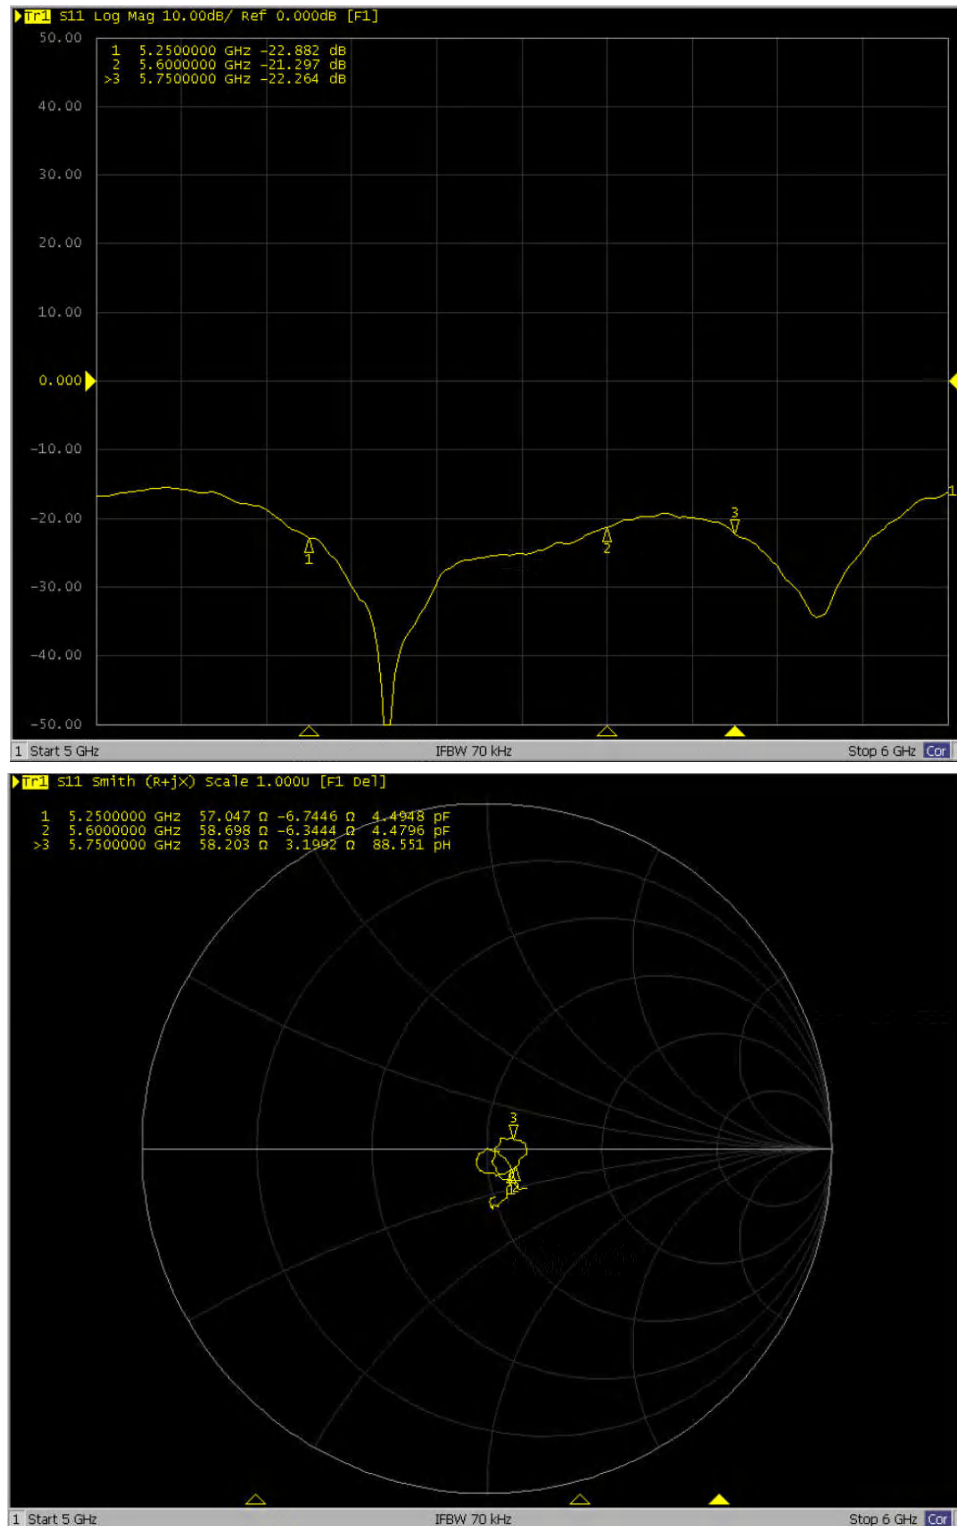 Tr1 S11 Log Mag 10.00dB/ Ref 0.000dB [F1]
50.00
1 5.2500000 GHz -22.882 dB
2 5.6000000 GHz -21.297 dB
>3 5.7500000 GHz -22.264 dB
40.00
30.00
20.00
10.00
0.000
-10.00
-20.00
-30.00
-40.00
-50.00
1
2
3
1
1 Start 5 GHz IFBW 70 kHz Stop 6 GHz Cor
Tr1 S11 Smith (R+jX) Scale 1.000U [F1 Del]
1 5.2500000 GHz 57.047 Ω -6.7446 Ω 4.4948 pF
2 5.6000000 GHz 58.698 Ω -6.3444 Ω 4.4796 pF
>3 5.7500000 GHz 58.203 Ω 3.1992 Ω 88.551 pH
3
1 Start 5 GHz IFBW 70 kHz Stop 6 GHz Cor